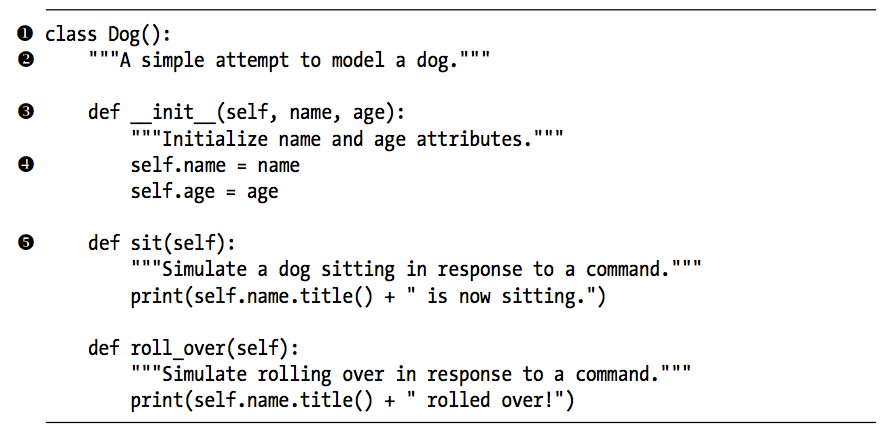 ❶ class Dog():
❷     """A simple attempt to model a dog."""
❸     def __init__(self, name, age):
        """Initialize name and age attributes."""
❹         self.name = name
        self.age = age
❺     def sit(self):
        """Simulate a dog sitting in response to a command."""
        print(self.name.title() + " is now sitting.")
    def roll_over(self):
        """Simulate rolling over in response to a command."""
        print(self.name.title() + " rolled over!")